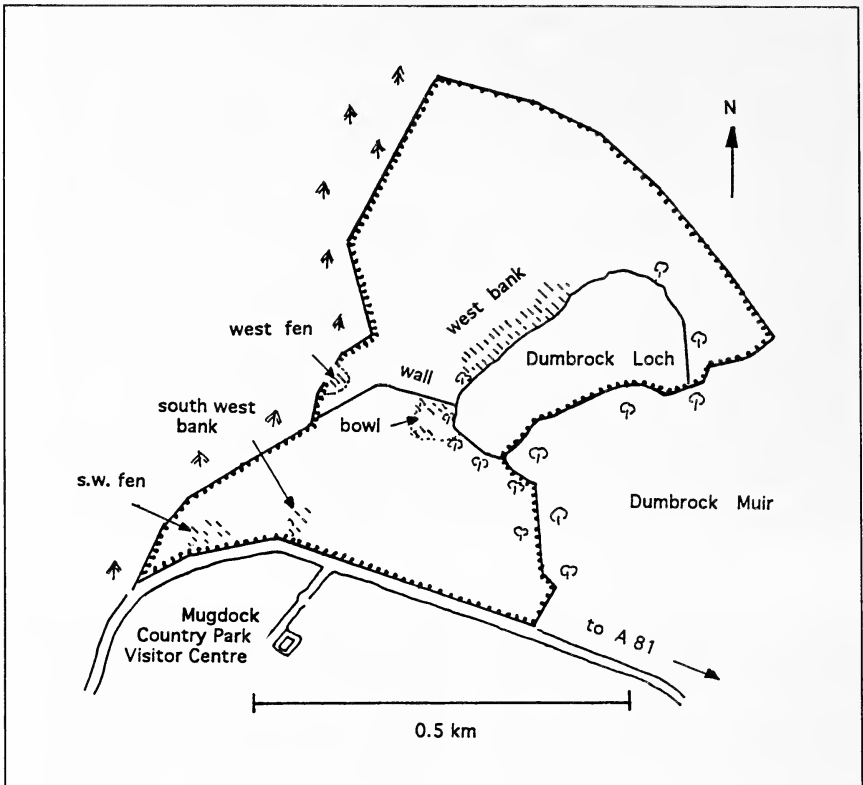 N
west bank
west fen
Dumbrock Loch
wall
south west
bank
bowl
s.w. fen
Dumbrock Muir
Mugdock
Country Park
Visitor Centre
to A 81
0.5 km